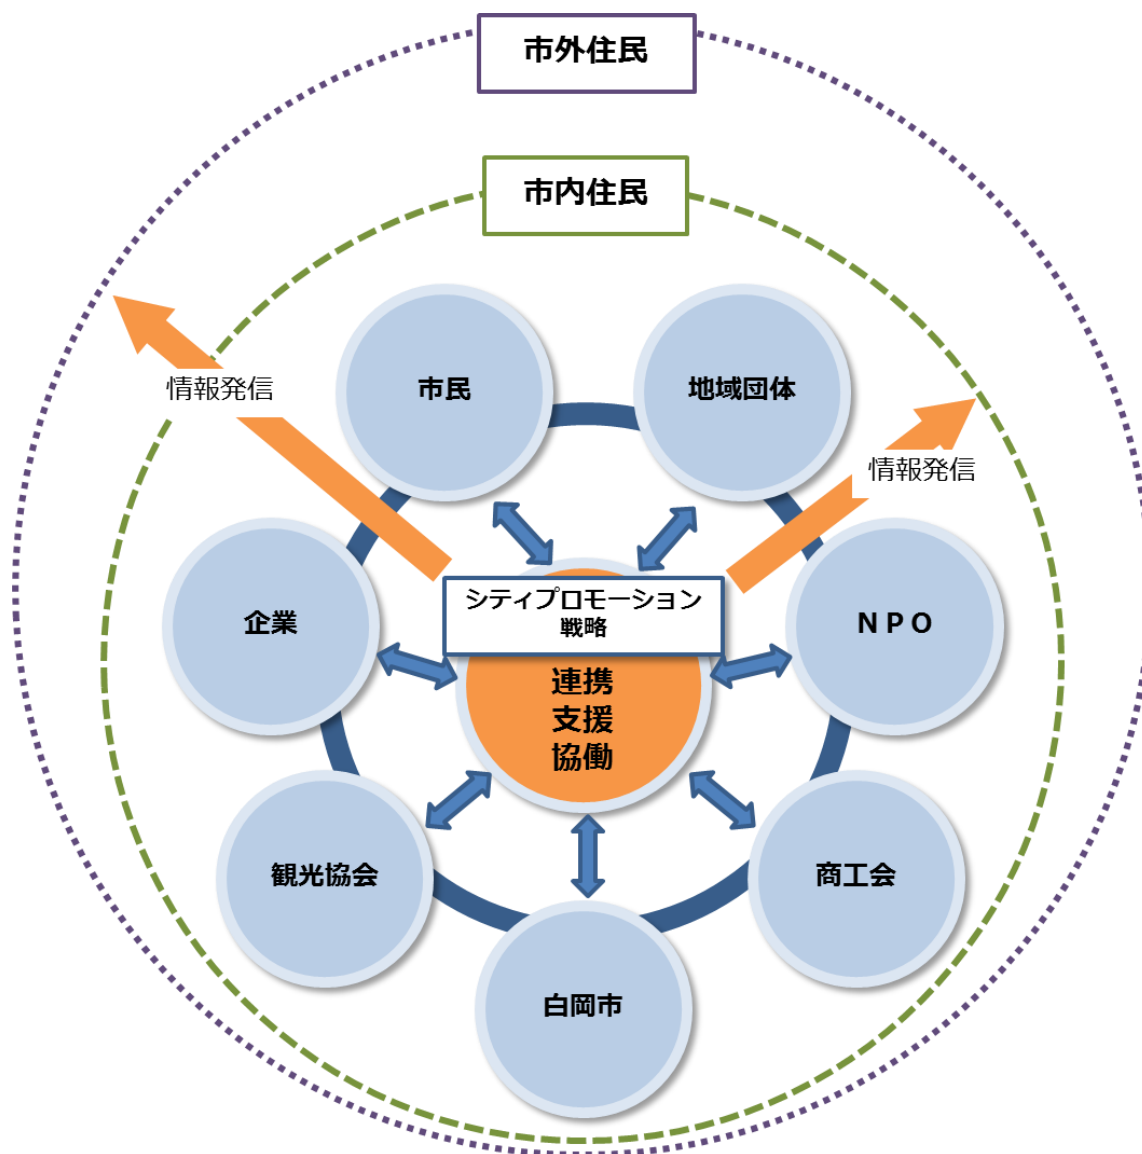 市外住民
市内住民
市民
地域団体
情報発信
情報発信
企業
シティプロモーション
戦略
ＮＰＯ
連携
支援
協働
観光協会
商工会
白岡市